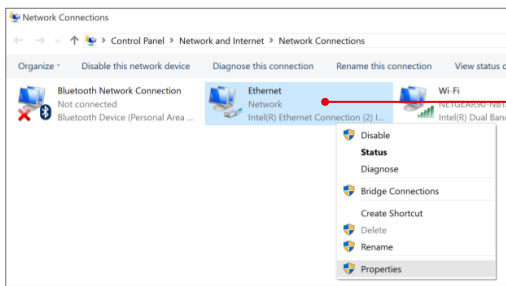 Network Connections
Control Panel > Network and Internet > Network Connections
Organize Disable this network device Diagnose this connection Rename this connection View status
Bluetooth Network Connection
Not connected
Bluetooth Device (Personal Area ...
Ethernet
Network
Intel(R) Ethernet Connection (2) I...
Wi-Fi
Intel(R) Dual Band
Disable
Status
Diagnose
Bridge Connections
Create Shortcut
Delete
Rename
Properties